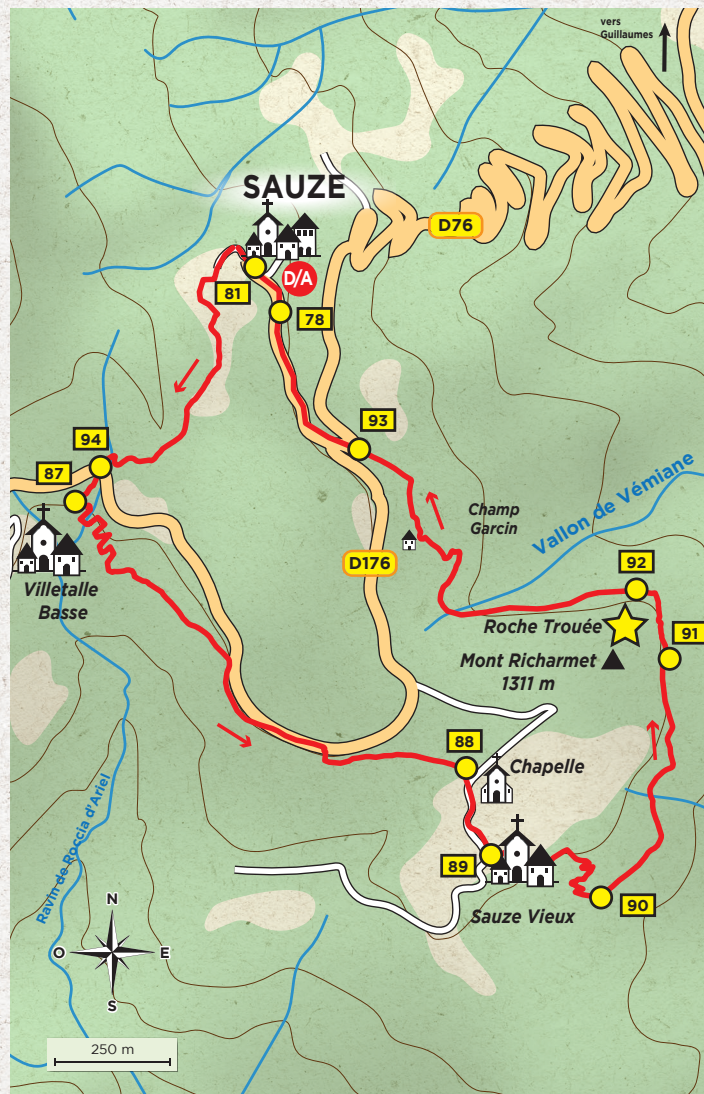 vers
Guillaumes
SAUZE
D76
D/A
81
78
93
94
87
Champ
Garcin
Vallon de Vémiane
D176
Villetalle
Basse
92
Roche Trouée
91
Mont Richarmet
1311 m
88
Chapelle
89
90
Sauze Vieux
Ravin de Roccia d'Ariel
N
O
E
S
250 m